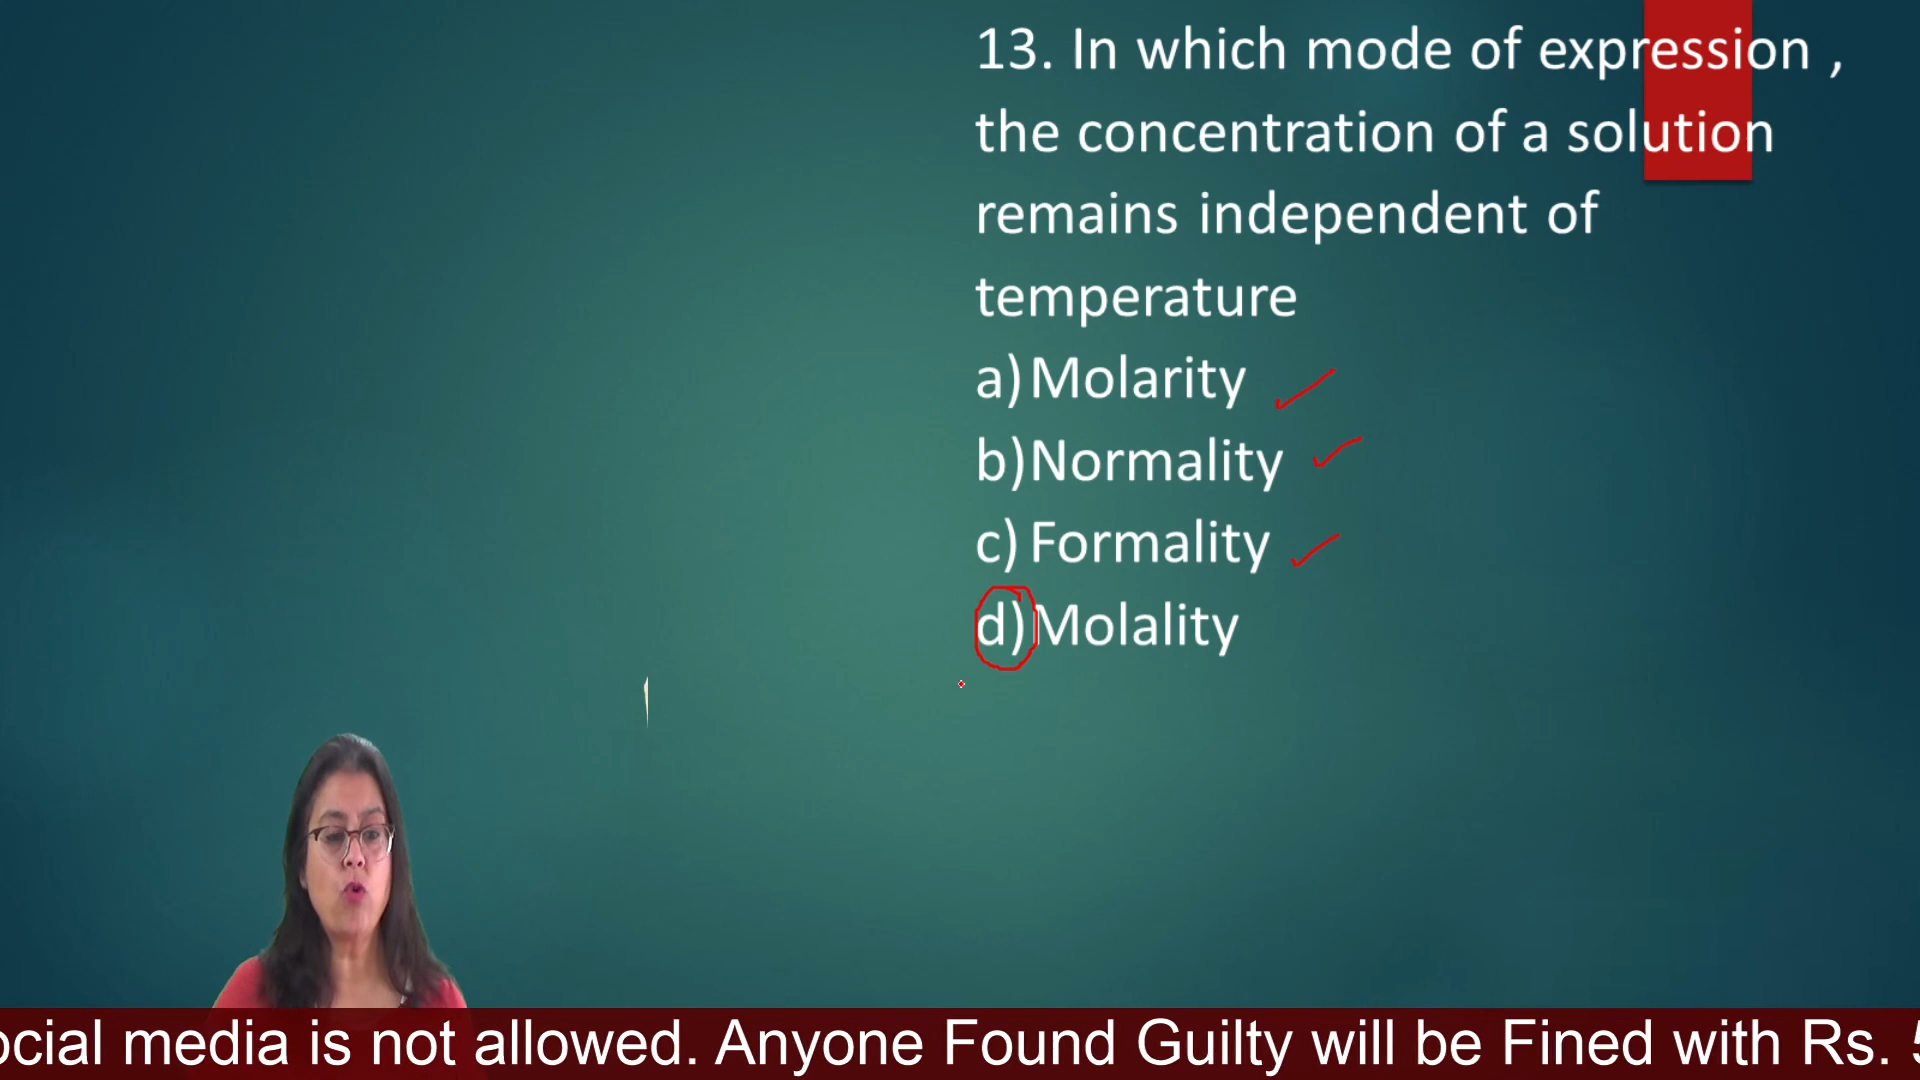 13. In which mode of expression ,
the concentration of a solution
remains independent of
temperature
a) Molarity
b) Normality
c) Formality
d) Molality
ocial media is not allowed. Anyone Found Guilty will be Fined with Rs. 5